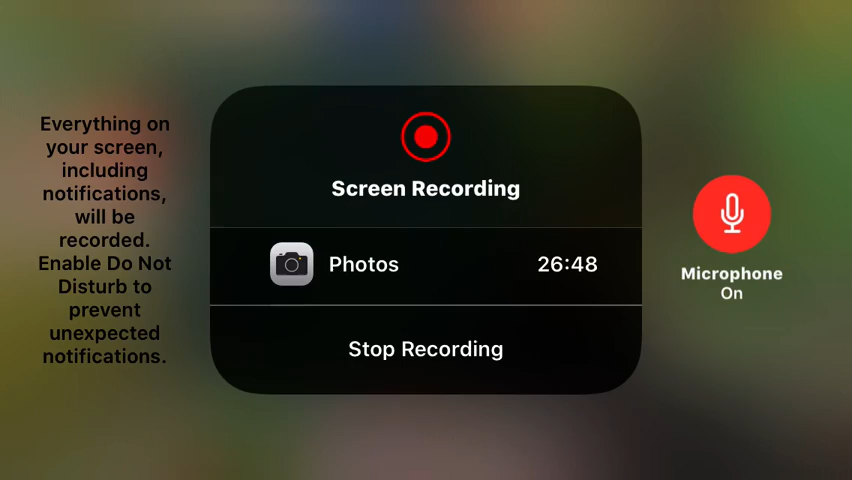 Everything on
your screen,
including
notifications,
will be
recorded.
Enable Do Not
Disturb to
prevent
unexpected
notifications.
Screen Recording
Photos 26:48
Stop Recording
Microphone
On